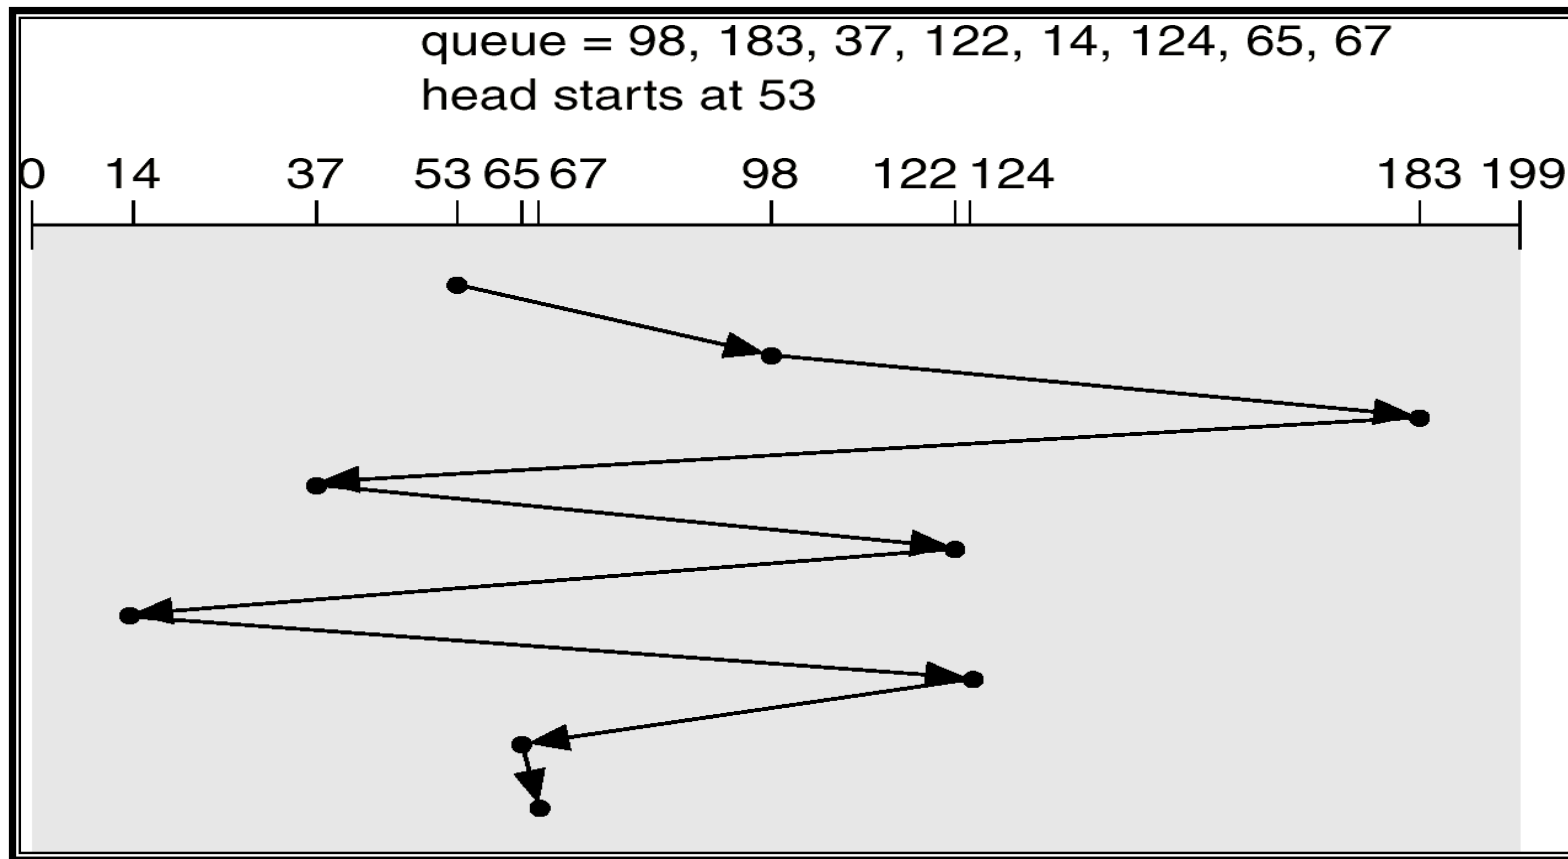 queue = 98, 183, 37, 122, 14, 124, 65, 67
head starts at 53
0 14 37 53 65 67 98 122 124 183 199